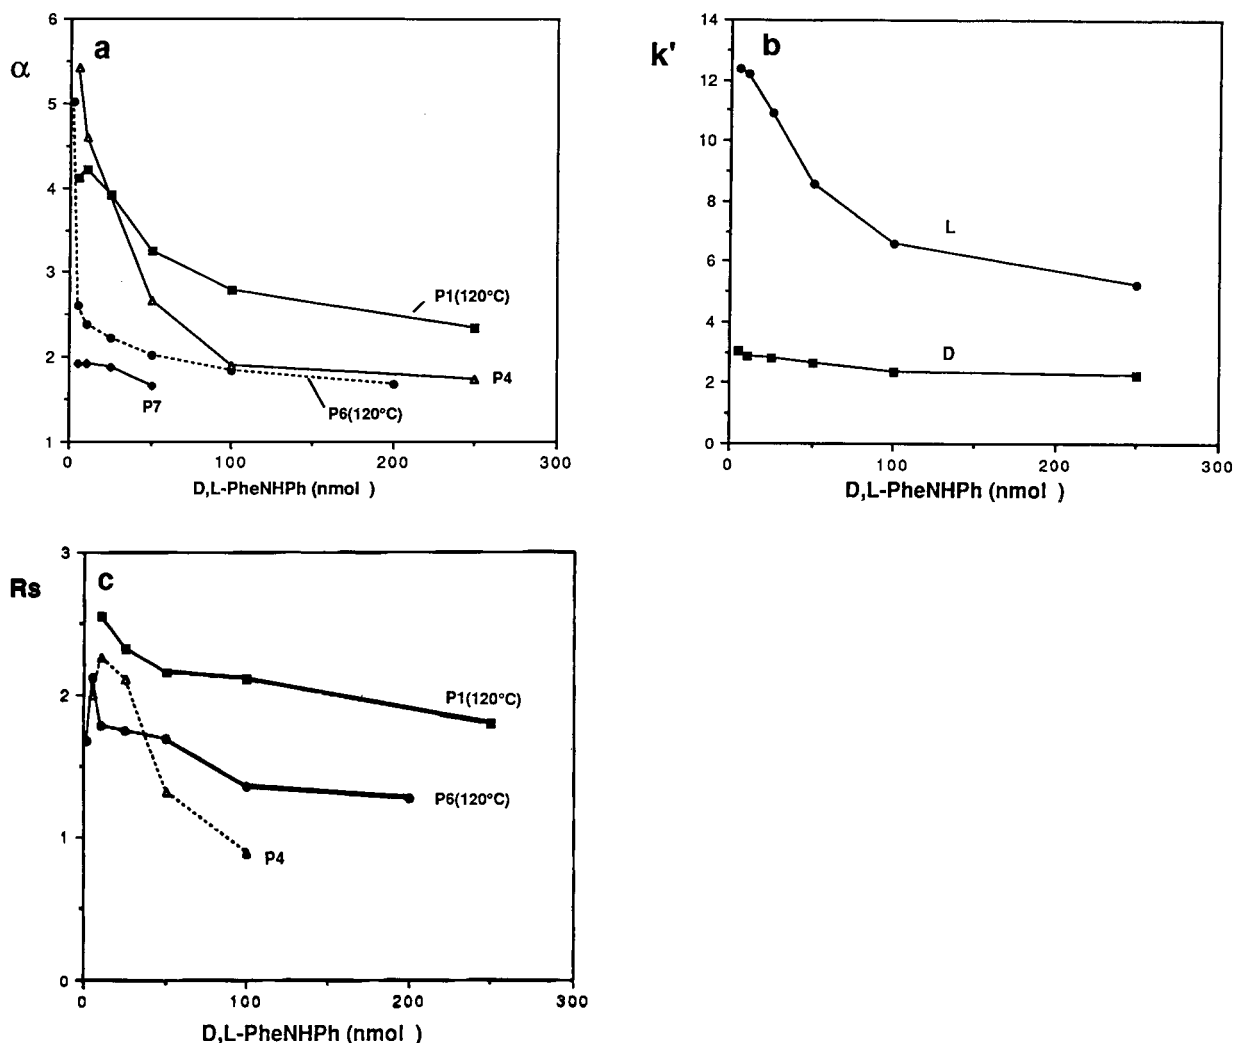 a
α
6
5
4
3
2
1
P1(120°C)
P4
P6(120°C)
P7
0
100
200
300
D,L-PheNHPh (nmol )
b
k'
14
12
10
8
6
4
2
0
L
D
0
100
200
300
D,L-PheNHPh (nmol )
c
Rs
3
2
1
0
P1(120°C)
P6(120°C)
P4
0
100
200
300
D,L-PheNHPh (nmol )